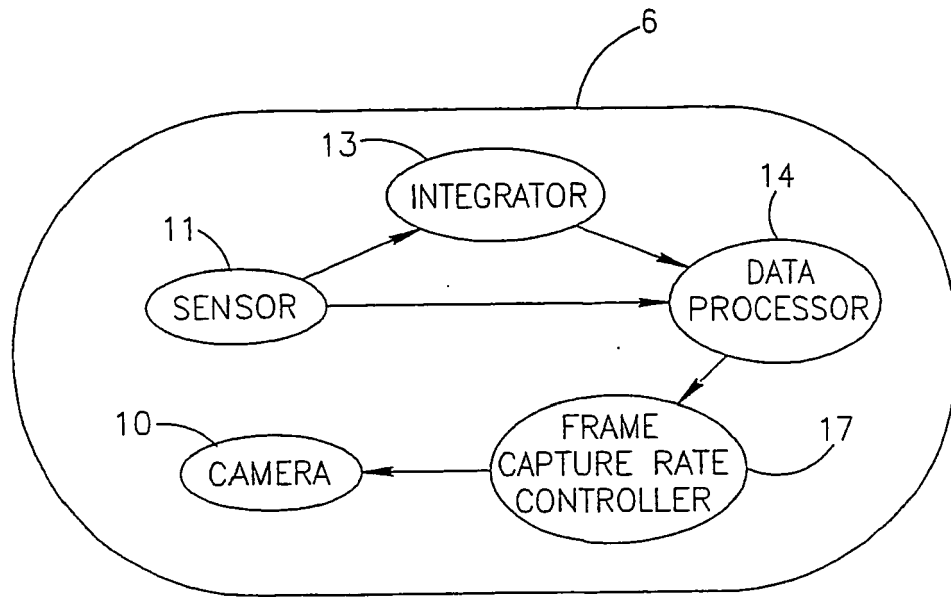 6
13
INTEGRATOR
14
11
DATA
PROCESSOR
SENSOR
10
FRAME
CAPTURE RATE
CONTROLLER
17
CAMERA